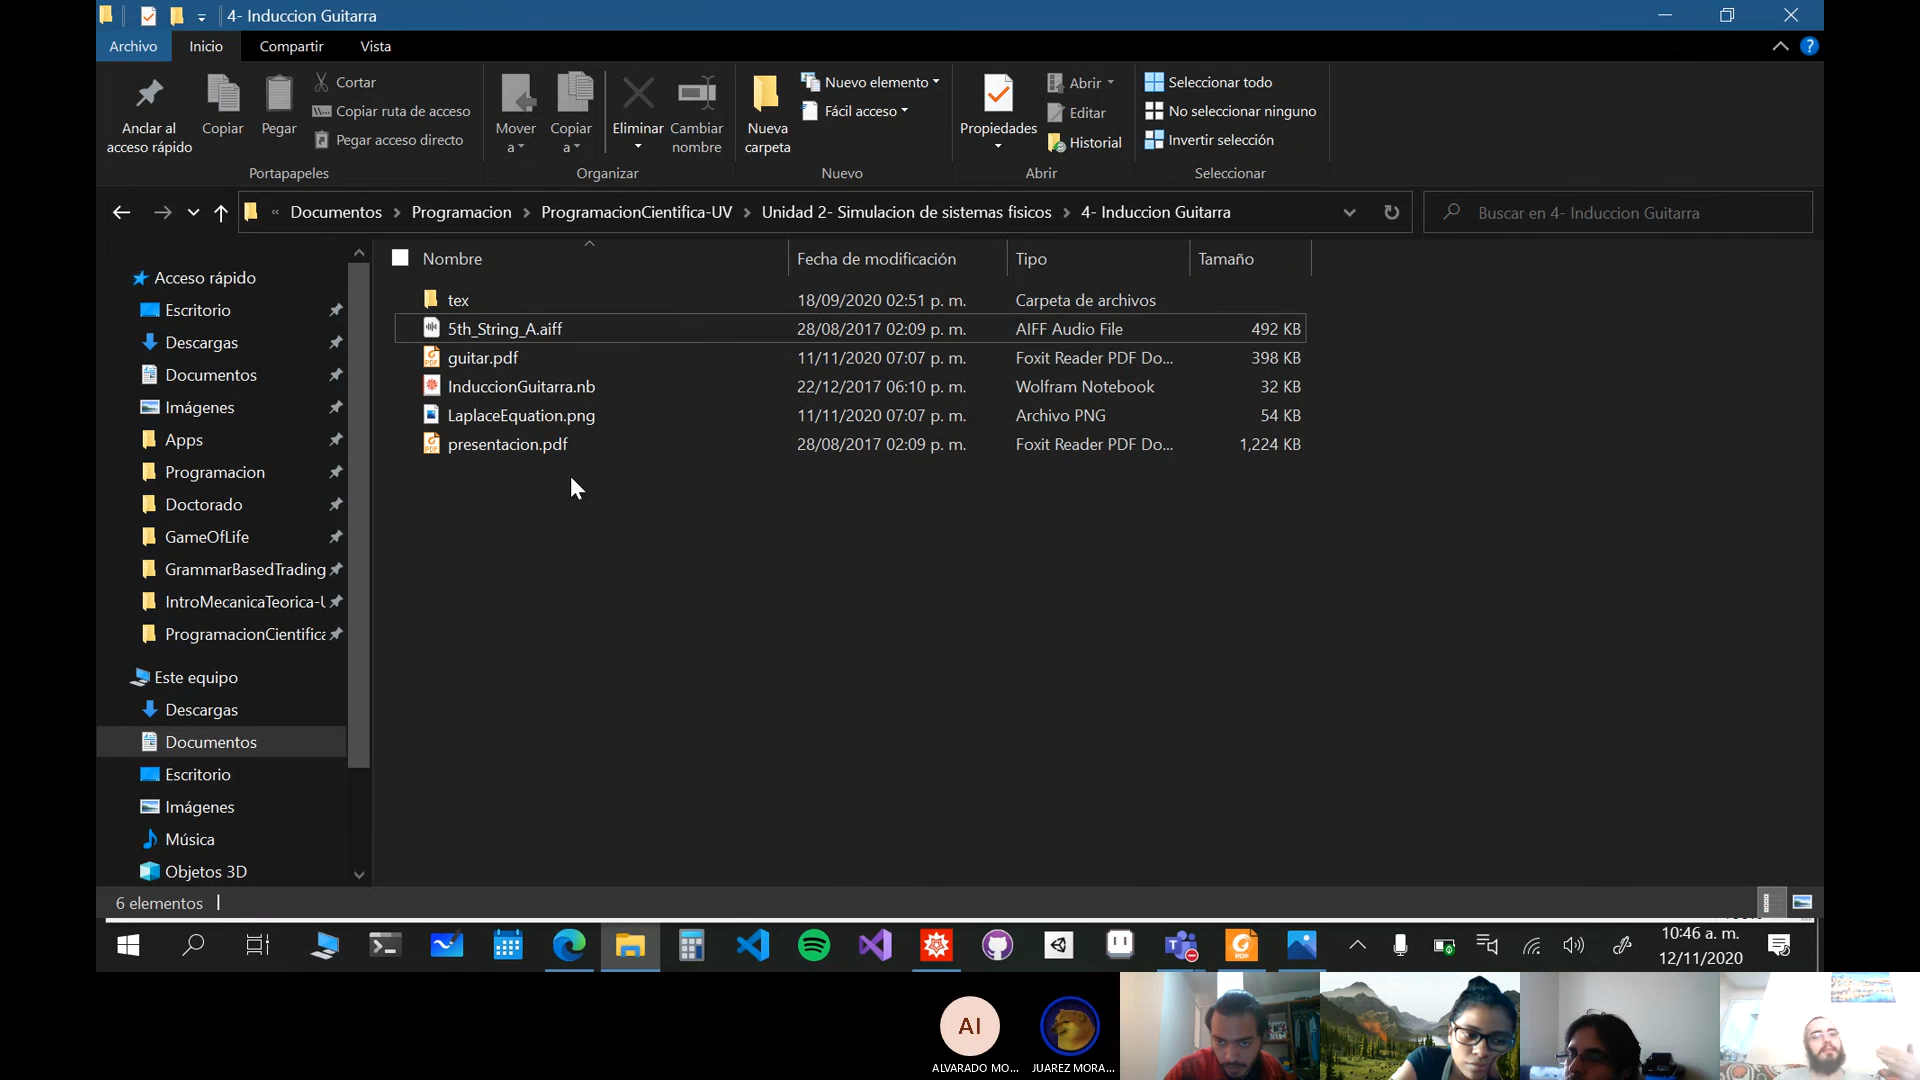 4- Induccion Guitarra
Archivo Inicio Compartir Vista
Anclar al acceso rápido
Copiar
Pegar
Cortar
Copiar ruta de acceso
Pegar acceso directo
Portapapeles
Mover a
Copiar a
Eliminar
Cambiar nombre
Organizar
Nueva carpeta
Nuevo elemento
Fácil acceso
Nuevo
Propiedades
Abrir
Editar
Historial
Abrir
Seleccionar todo
No seleccionar ninguno
Invertir selección
Seleccionar
« Documentos > Programacion > ProgramacionCientifica-UV > Unidad 2- Simulacion de sistemas fisicos > 4- Induccion Guitarra
Buscar en 4- Induccion Guitarra
Nombre Fecha de modificación Tipo Tamaño
tex 18/09/2020 02:51 p. m. Carpeta de archivos
5th_String_A.aiff 28/08/2017 02:09 p. m. AIFF Audio File 492 KB
guitar.pdf 11/11/2020 07:07 p. m. Foxit Reader PDF Do... 398 KB
InduccionGuitarra.nb 22/12/2017 06:10 p. m. Wolfram Notebook 32 KB
LaplaceEquation.png 11/11/2020 07:07 p. m. Archivo PNG 54 KB
presentacion.pdf 28/08/2017 02:09 p. m. Foxit Reader PDF Do... 1,224 KB
Acceso rápido
Escritorio
Descargas
Documentos
Imágenes
Apps
Programacion
Doctorado
GameOfLife
GrammarBasedTrading
IntroMecanicaTeorica-U
ProgramacionCientifica
Este equipo
Descargas
Documentos
Escritorio
Imágenes
Música
Objetos 3D
6 elementos
10:46 a. m.
12/11/2020
AI
ALVARADO MO...
JUAREZ MORA...